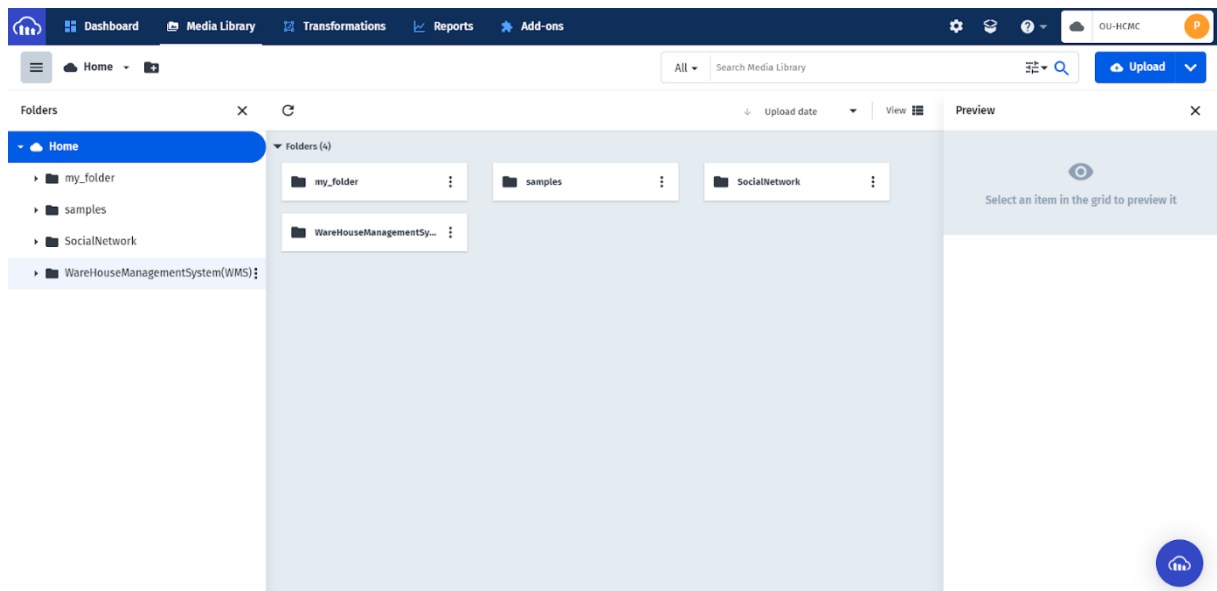 Dashboard Media Library Transformations Reports Add-ons OU-HCMC P
Home All Search Media Library Upload
Folders Upload date View Preview
Home
Folders (4)
my_folder
samples
SocialNetwork
WareHouseManagementSystem(WMS)
my_folder samples SocialNetwork
WareHouseManagementSy...
Select an item in the grid to preview it